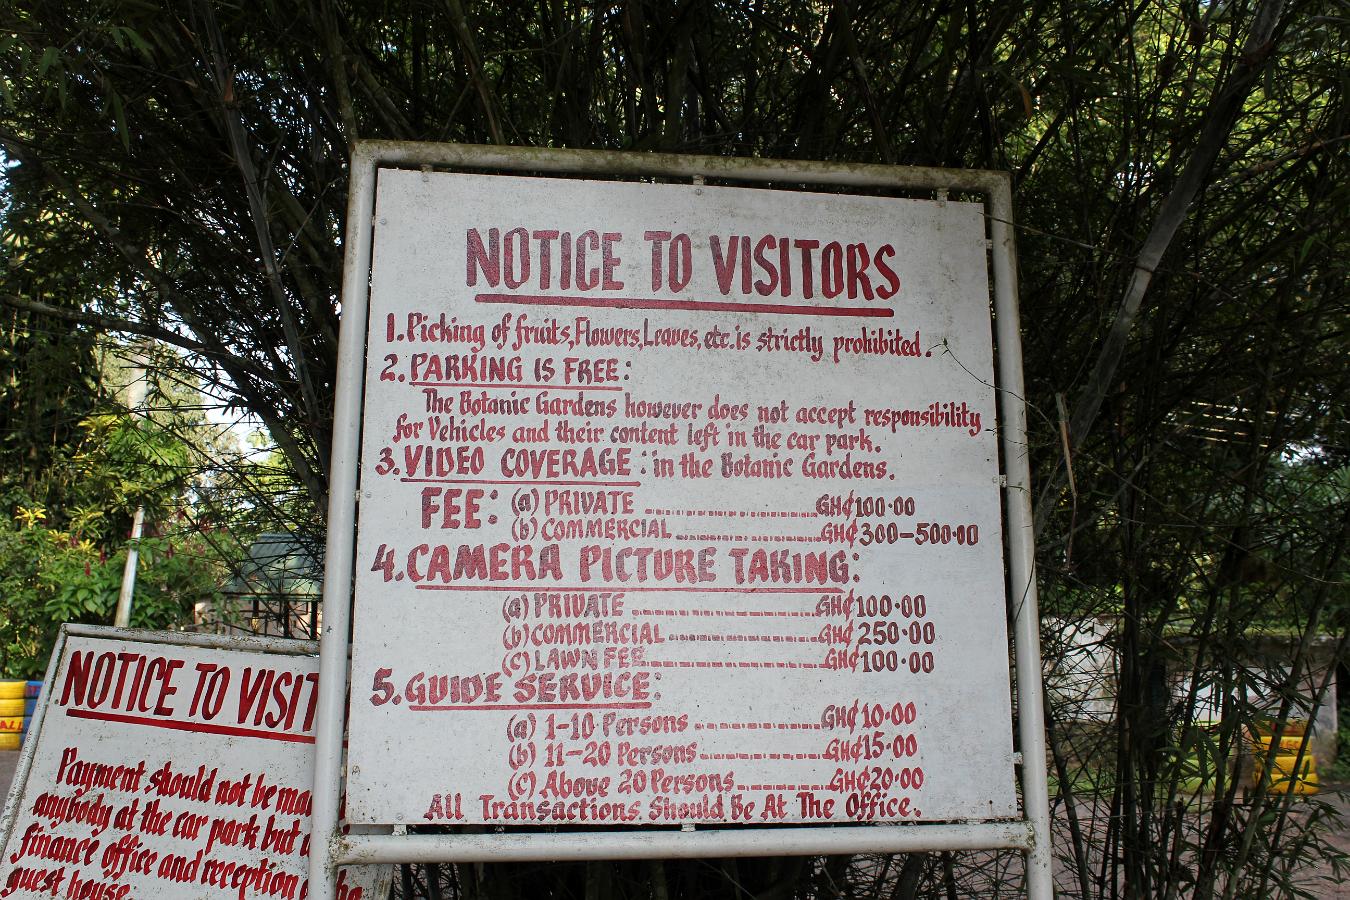 NOTICE TO VISITORS
1. Picking of fruits, Flowers, Leaves, etc. is strictly prohibited.
2. PARKING IS FREE:
The Botanic Gardens however does not accept responsibility
for Vehicles and their content left in the car park.
3. VIDEO COVERAGE: in the Botanic Gardens.
FEE: (a) PRIVATE ........................ GH₵100·00
(b) COMMERCIAL .................... GH₵300-500·00
4. CAMERA PICTURE TAKING:
(a) PRIVATE ........................ GH₵100·00
(b) COMMERCIAL .................... GH₵250·00
(c) LAWN FEE ........................ GH₵100·00
5. GUIDE SERVICE:
(a) 1-10 Persons ................ GH₵10·00
(b) 11-20 Persons ................ GH₵15·00
(c) Above 20 Persons ............ GH₵20·00
All Transactions Should Be At The Office.
NOTICE TO VISIT
Payment should not be
anybody at the car park but
finance office and reception
guest house.